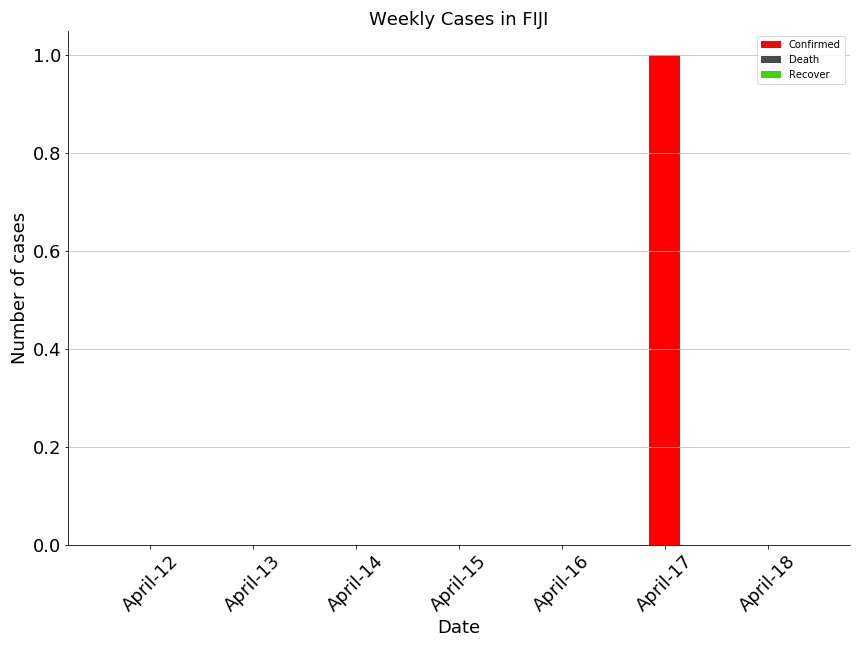 Weekly Cases in FIJI
Confirmed
Death
Recover
Number of cases
1.0
0.8
0.6
0.4
0.2
0.0
April-12
April-13
April-14
April-15
April-16
April-17
April-18
Date